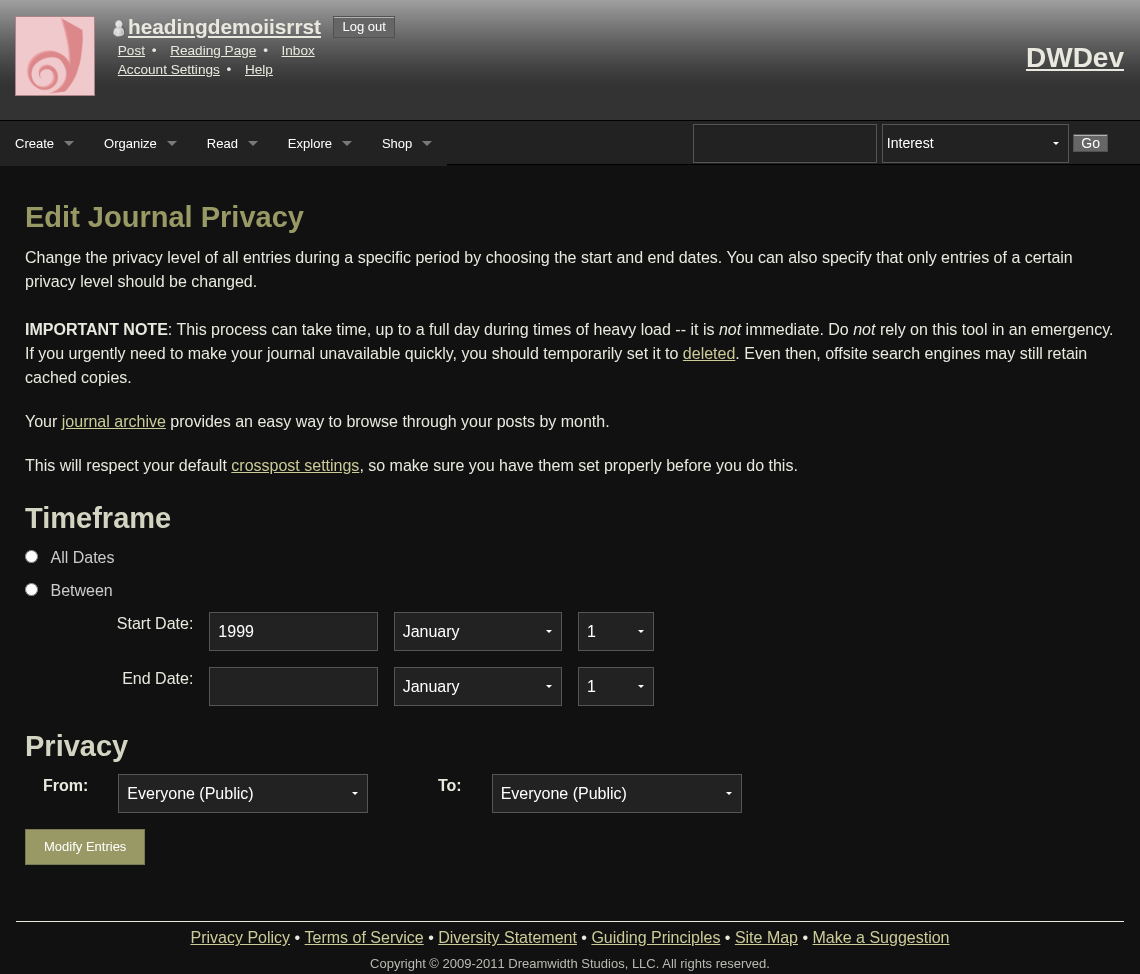 headingdemoiisrrst Log out
Post • Reading Page • Inbox
Account Settings • Help
DWDev
Create Organize Read Explore Shop Interest Go
Edit Journal Privacy
Change the privacy level of all entries during a specific period by choosing the start and end dates. You can also specify that only entries of a certain
privacy level should be changed.
IMPORTANT NOTE: This process can take time, up to a full day during times of heavy load -- it is not immediate. Do not rely on this tool in an emergency.
If you urgently need to make your journal unavailable quickly, you should temporarily set it to deleted. Even then, offsite search engines may still retain
cached copies.
Your journal archive provides an easy way to browse through your posts by month.
This will respect your default crosspost settings, so make sure you have them set properly before you do this.
Timeframe
All Dates
Between
Start Date: 1999 January 1
End Date: January 1
Privacy
From: Everyone (Public) To: Everyone (Public)
Modify Entries
Privacy Policy • Terms of Service • Diversity Statement • Guiding Principles • Site Map • Make a Suggestion
Copyright © 2009-2011 Dreamwidth Studios, LLC. All rights reserved.